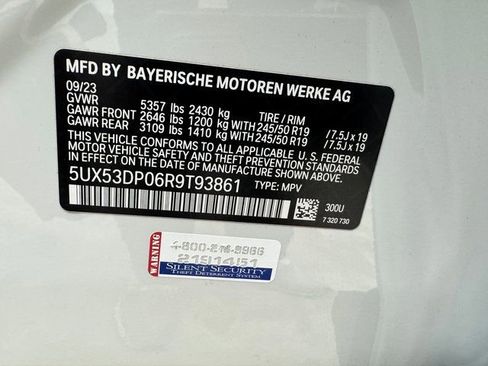 MFD BY BAYERISCHE MOTOREN WERKE AG
09/23
GVWR 5357 lbs 2430 kg TIRE / RIM
GAWR FRONT 2646 lbs 1200 kg WITH 245/50 R19 /7.5J x 19
GAWR REAR 3109 lbs 1410 kg WITH 245/50 R19 /7.5J x 19
THIS VEHICLE CONFORMS TO ALL APPLICABLE U. S. FEDERAL
MOTOR VEHICLE SAFETY, BUMPER, AND THEFT PREVENTION
STANDARDS IN EFFECT ON THE DATE OF MANUFACTURE
SHOWN ABOVE.
5UX53DP06R9T93861 TYPE: MPV
300U
7 320 730
WARNING
2191451
SILENT SECURITY
THEFT DETERRENT SYSTEM